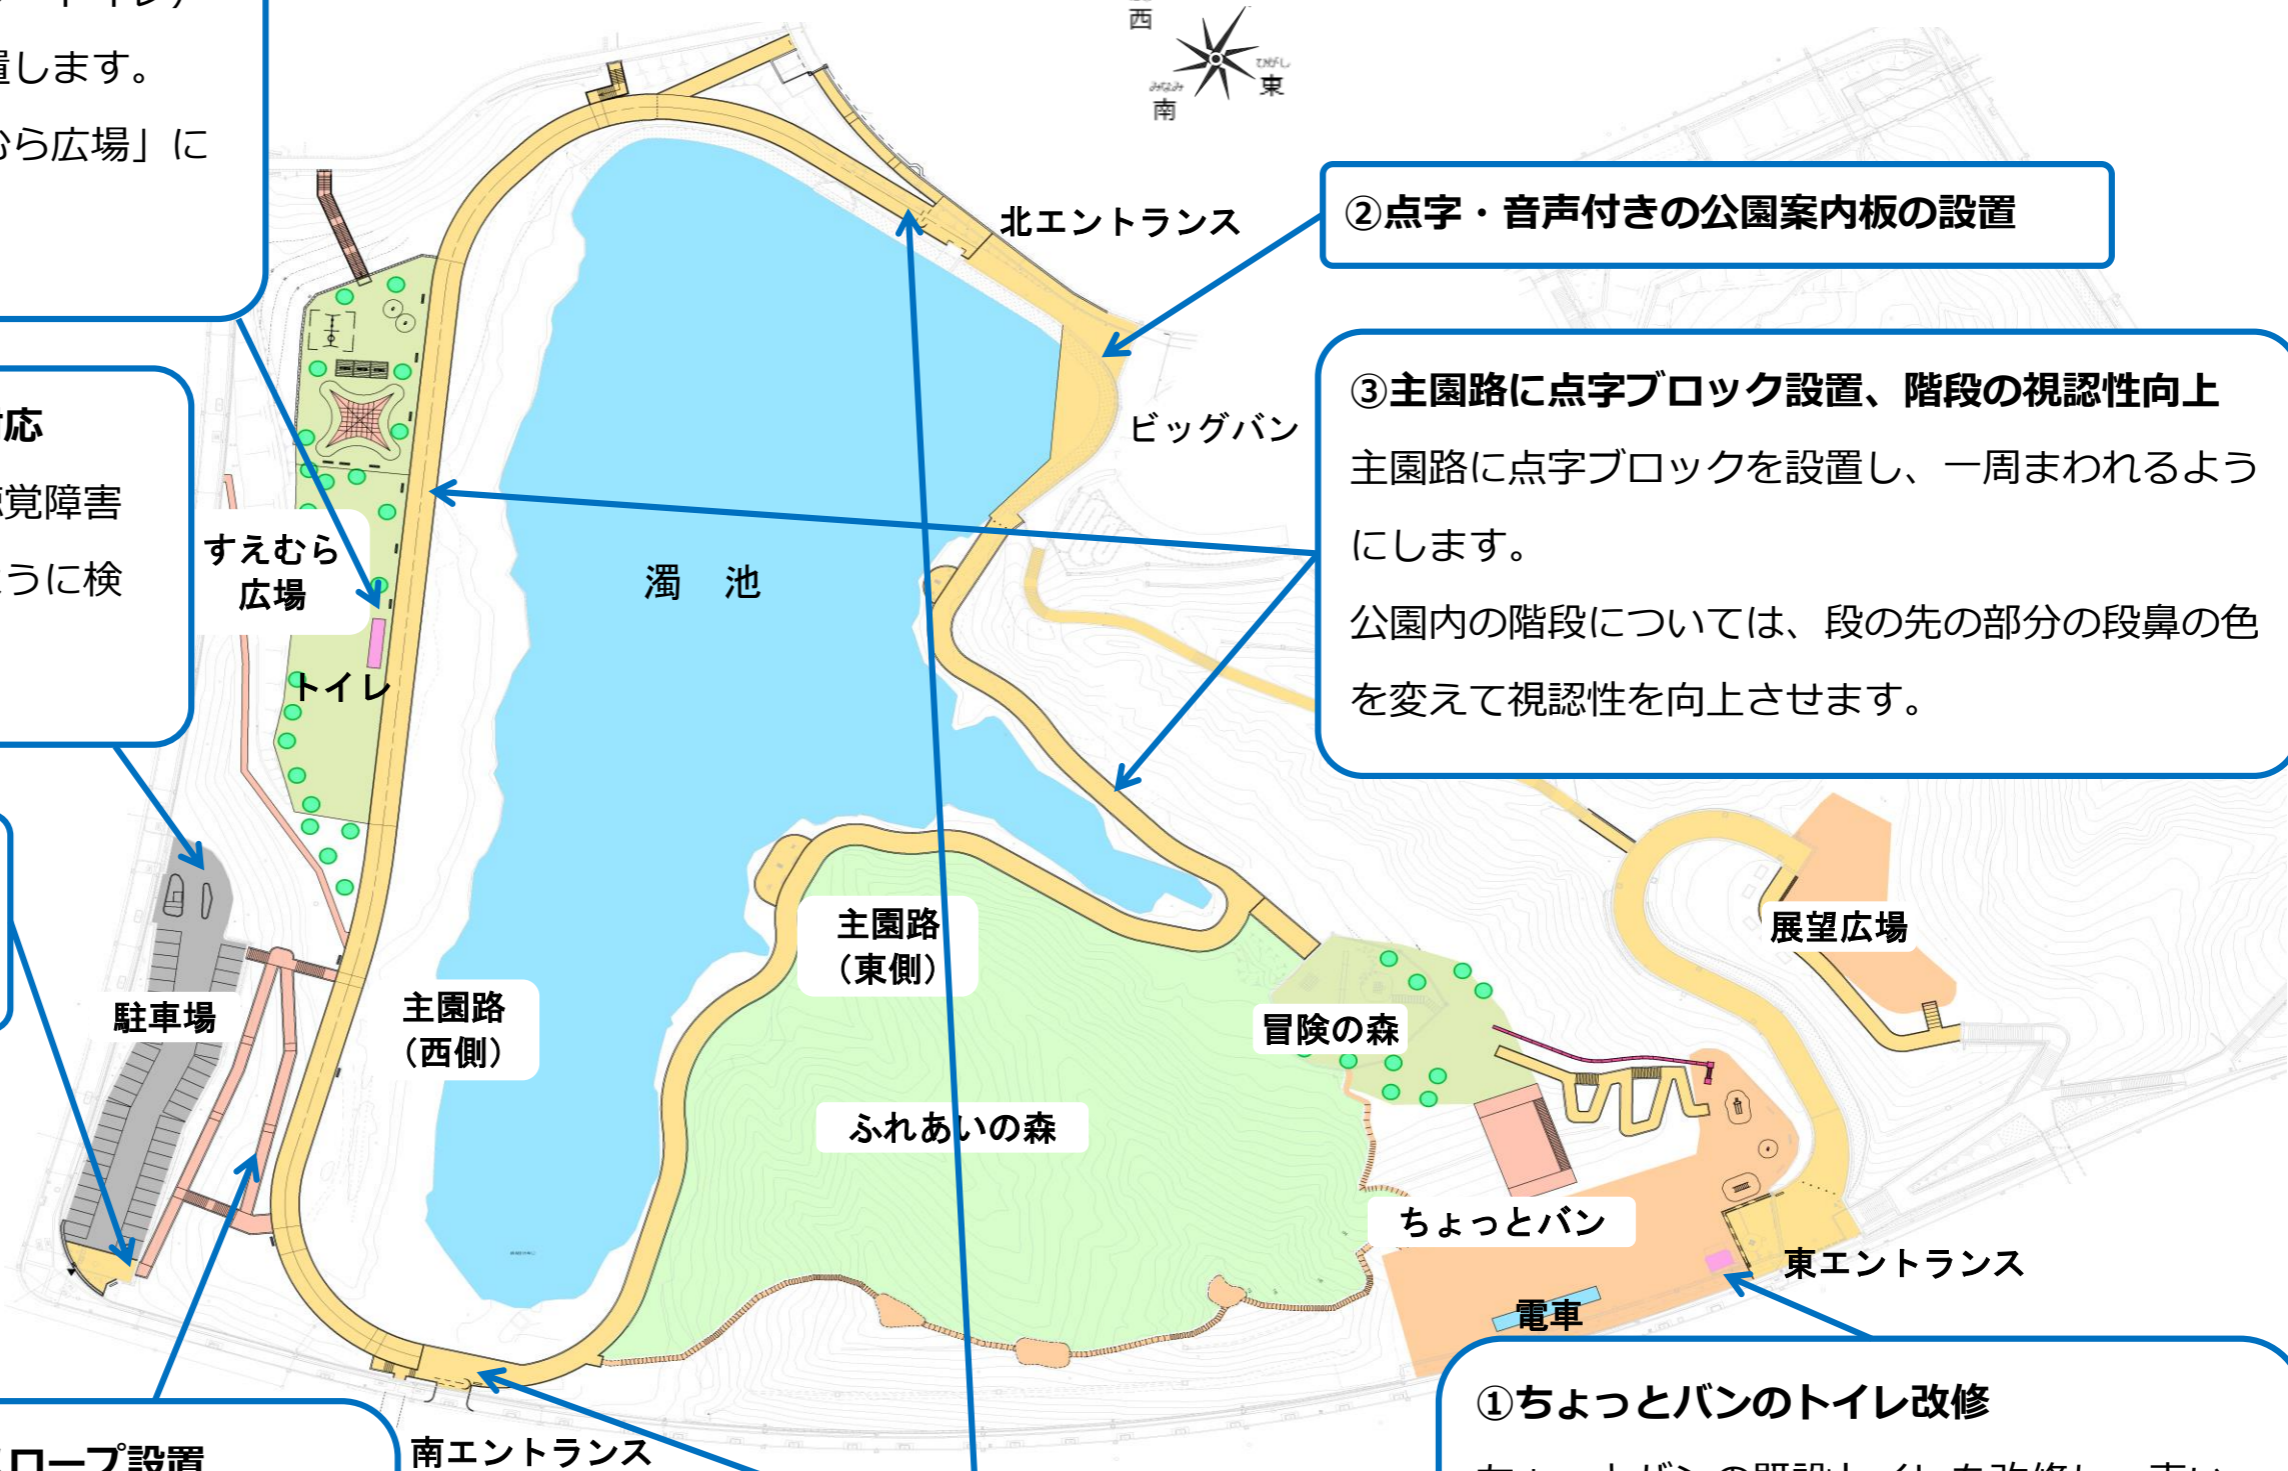 置します。
むら広場」に
西
ひがし
東
みなみ
南
北エントランス
②点字・音声付きの公園案内板の設置
ビッグバン
③主園路に点字ブロック設置、階段の視認性向上
主園路に点字ブロックを設置し、一周まわれるよう
にします。
公園内の階段については、段の先の部分の段鼻の色
を変えて視認性を向上させます。
対応
聴覚障害
ように検
すえむら
広場
トイレ
濁 池
駐車場
主園路
（西側）
主園路
（東側）
ふれあいの森
冒険の森
展望広場
ちょっとバン
東エントランス
電車
南エントランス
スロープ設置
①ちょっとバンのトイレ改修